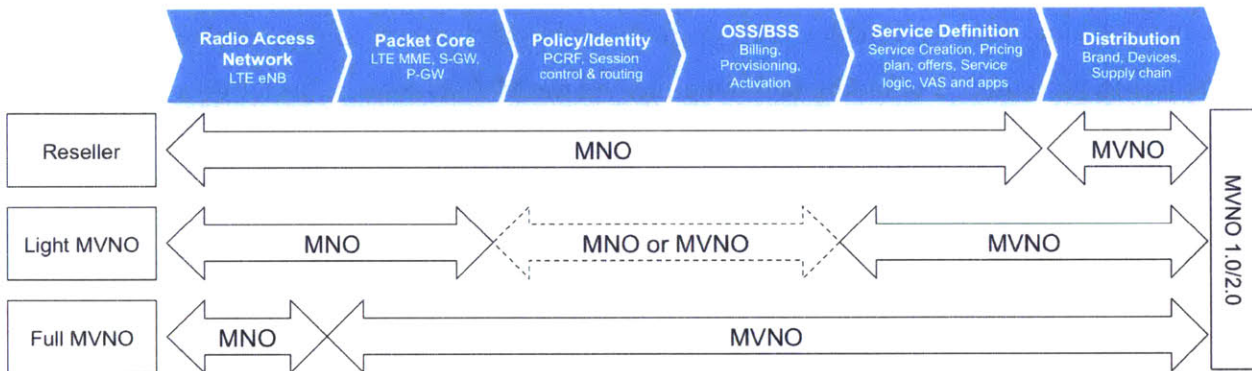 Radio Access
Network
LTE eNB
Packet Core
LTE MME, S-GW,
P-GW
Policy/Identity
PCRF, Session
control & routing
OSS/BSS
Billing,
Provisioning,
Activation
Service Definition
Service Creation, Pricing
plan, offers, Service
logic, VAS and apps
Distribution
Brand, Devices,
Supply chain
Reseller
MNO
MVNO
Light MVNO
MNO
MNO or MVNO
MVNO
Full MVNO
MNO
MVNO
MVNO 1.0/2.0